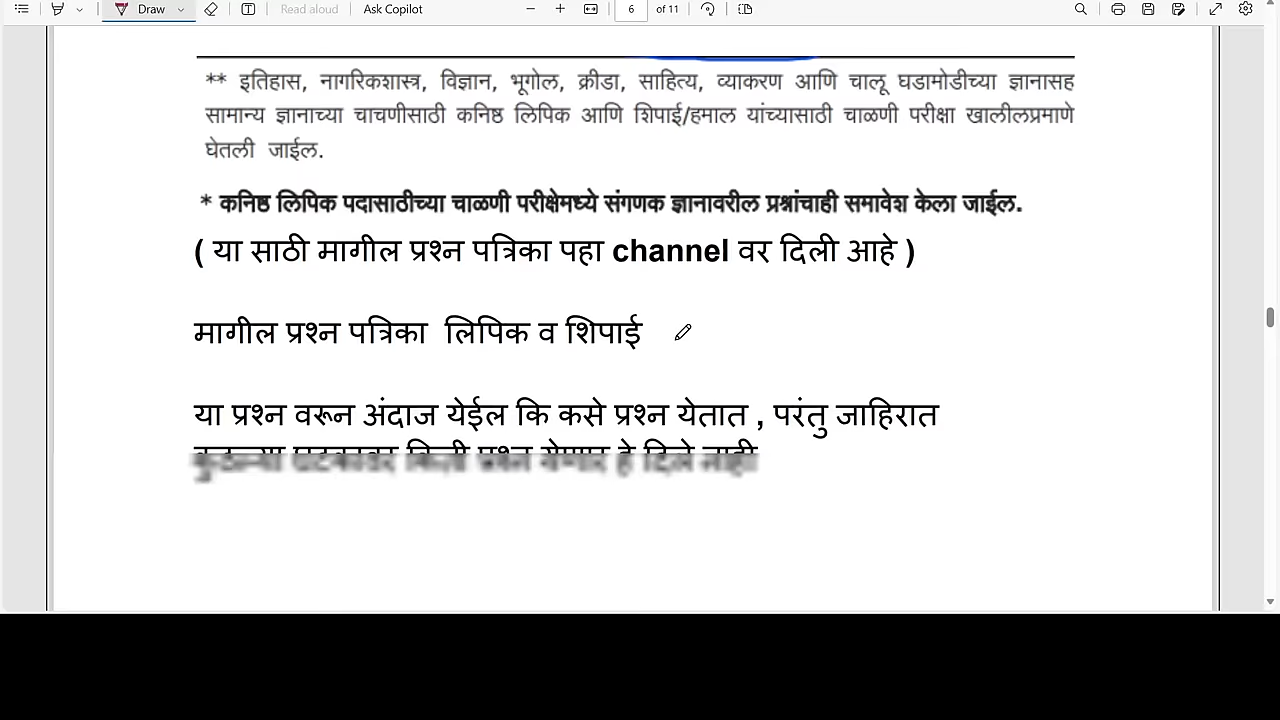 Draw
Read aloud
Ask Copilot
6
of 11
** इतिहास, नागरिकशास्त्र, विज्ञान, भूगोल, क्रीडा, साहित्य, व्याकरण आणि चालू घडामोडीच्या ज्ञानासह
सामान्य ज्ञानाच्या चाचणीसाठी कनिष्ठ लिपिक आणि शिपाई/हमाल यांच्यासाठी चाळणी परीक्षा खालीलप्रमाणे
घेतली जाईल.
* कनिष्ठ लिपिक पदासाठीच्या चाळणी परीक्षेमध्ये संगणक ज्ञानावरील प्रश्नांचाही समावेश केला जाईल.
( या साठी मागील प्रश्न पत्रिका पहा channel वर दिली आहे )
मागील प्रश्न पत्रिका लिपिक व शिपाई
या प्रश्न वरून अंदाज येईल कि कसे प्रश्न येतात , परंतु जाहिरात
किती प्रश्न येणार हे दिले नाही